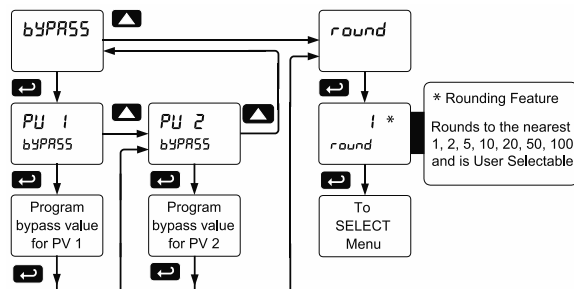 bYPASS
round
PV 1
bYPASS
PV 2
bYPASS
1 *
round
* Rounding Feature
Rounds to the nearest
1, 2, 5, 10, 20, 50, 100
and is User Selectable
Program
bypass value
for PV 1
Program
bypass value
for PV 2
To
SELECT
Menu